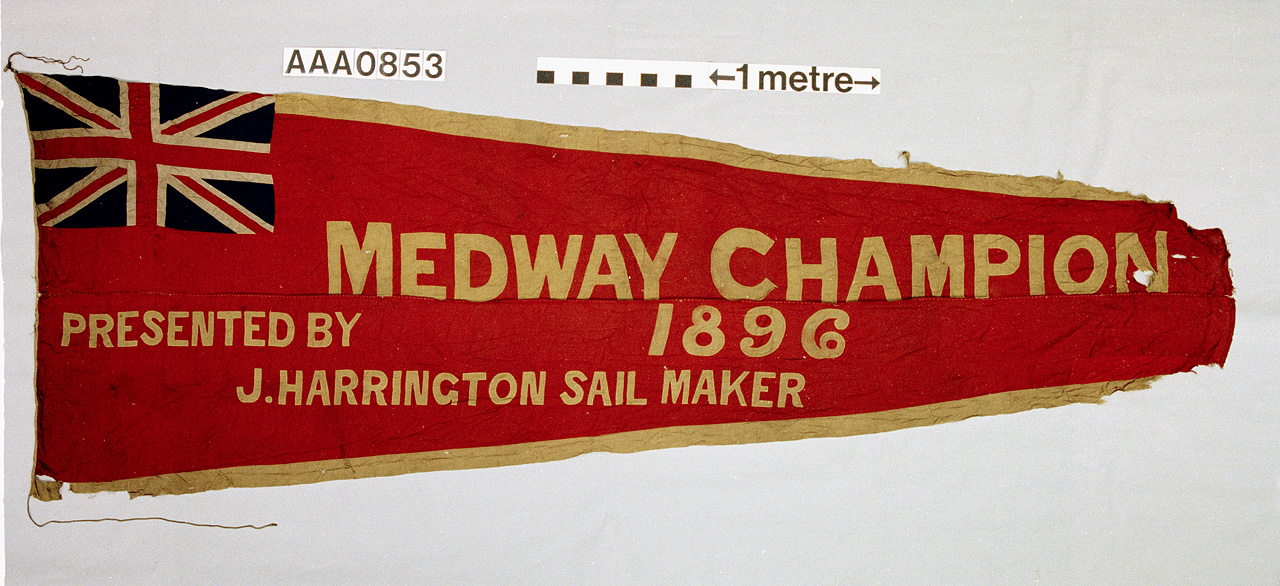 AAA0853
←1 metre→
MEDWAY CHAMPION
1896
PRESENTED BY
J. HARRINGTON SAIL MAKER